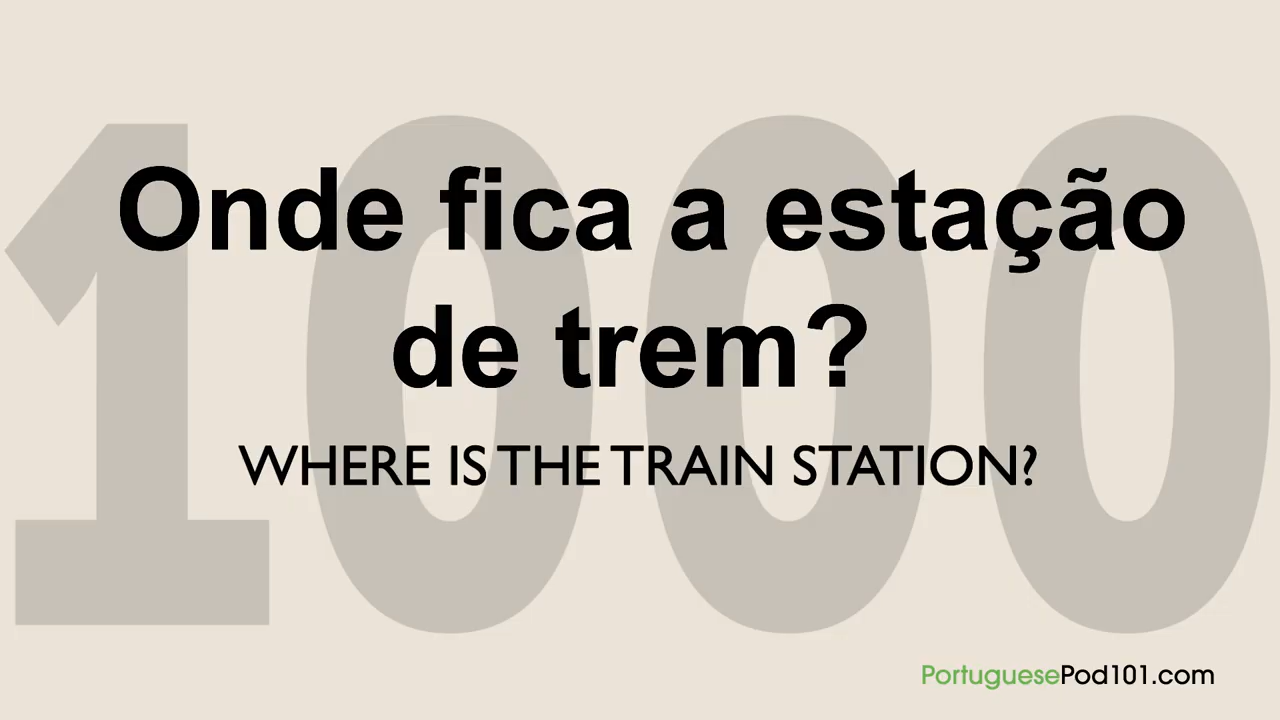 1000
Onde fica a estação
de trem?
WHERE IS THE TRAIN STATION?
PortuguesePod101.com